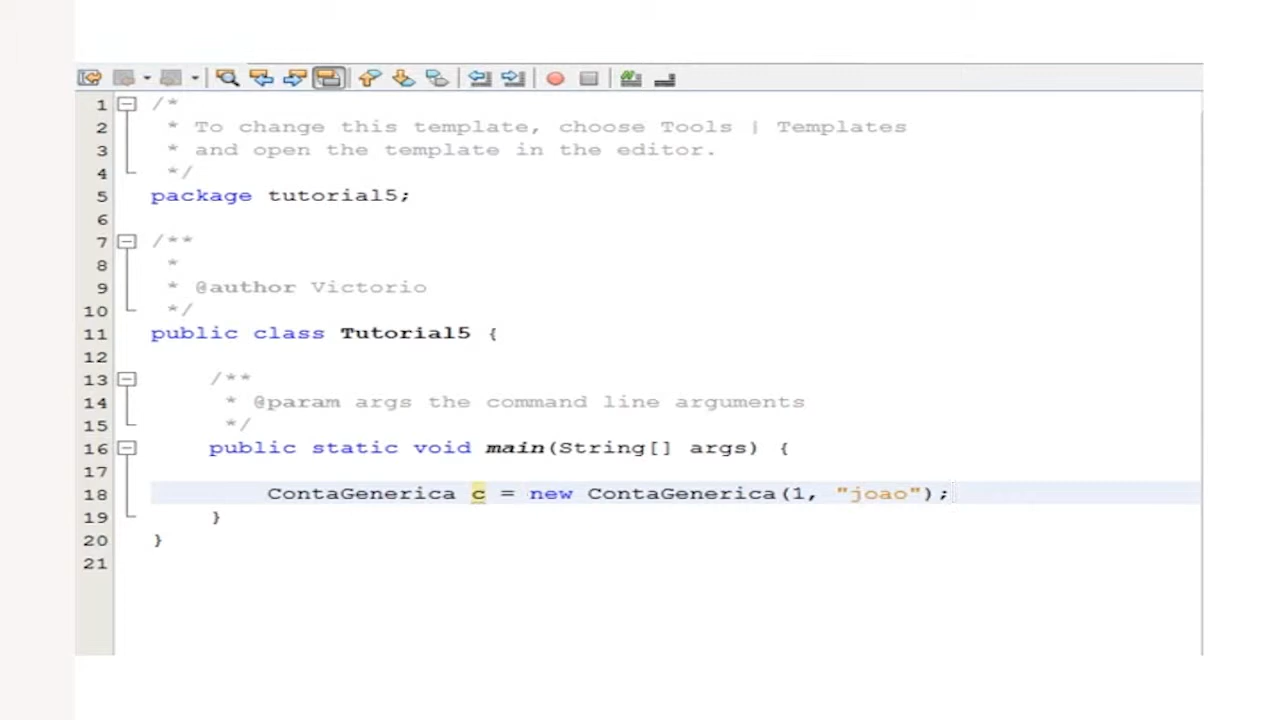 1 /*
2 * To change this template, choose Tools | Templates
3 * and open the template in the editor.
4 */
5 package tutorial5;
6
7 /**
8 *
9 * @author Victorio
10 */
11 public class Tutorial5 {
12
13 /**
14 * @param args the command line arguments
15 */
16 public static void main(String[] args) {
17
18 ContaGenerica c = new ContaGenerica(1, "joao");
19 }
20 }
21